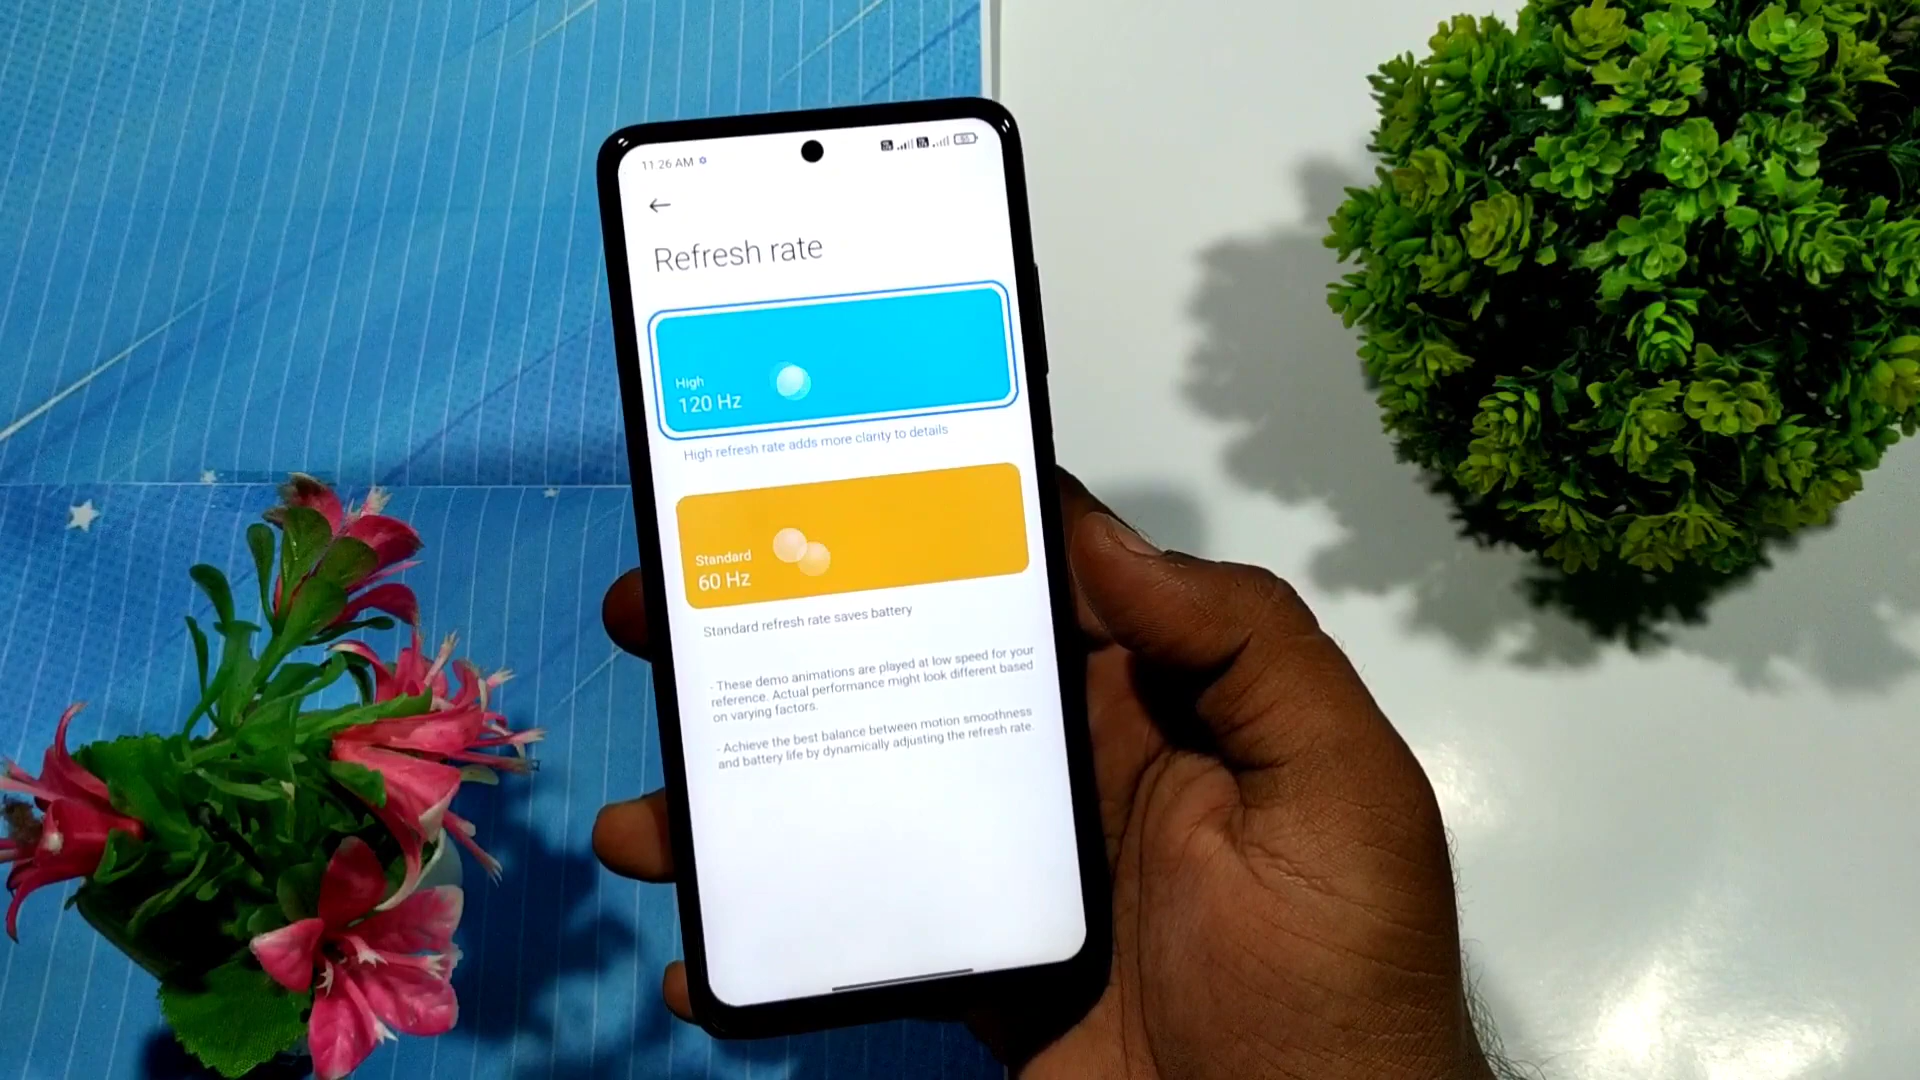 11:26 AM
Refresh rate
High
120 Hz
High refresh rate adds more clarity to details
Standard
60 Hz
Standard refresh rate saves battery
- These demo animations are played at low speed for your
reference. Actual performance might look different based
on varying factors.
- Achieve the best balance between motion smoothness
and battery life by dynamically adjusting the refresh rate.